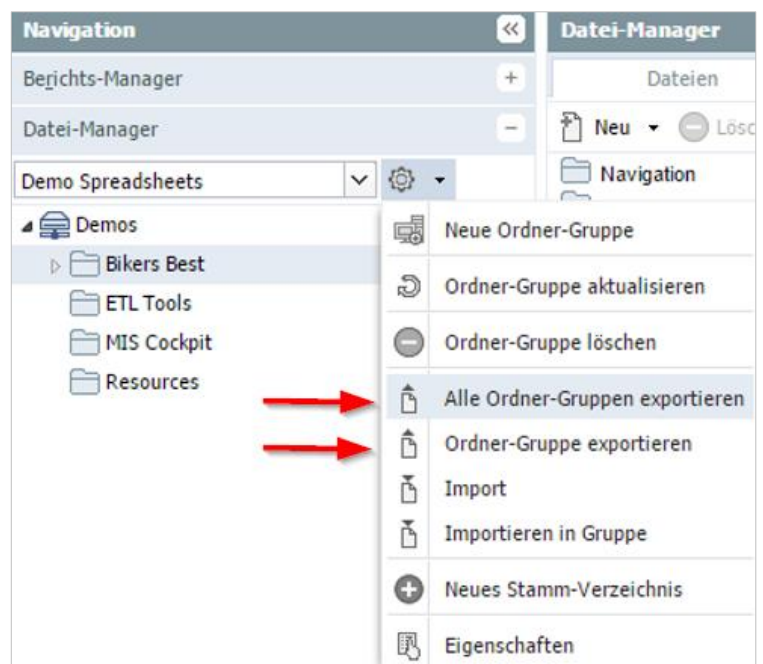 Navigation
Datei-Manager
Berichts-Manager
Dateien
Datei-Manager
Neu
Demo Spreadsheets
Navigation
Demos
Neue Ordner-Gruppe
Bikers Best
Ordner-Gruppe aktualisieren
ETL Tools
MIS Cockpit
Ordner-Gruppe löschen
Resources
Alle Ordner-Gruppen exportieren
Ordner-Gruppe exportieren
Import
Importieren in Gruppe
Neues Stamm-Verzeichnis
Eigenschaften